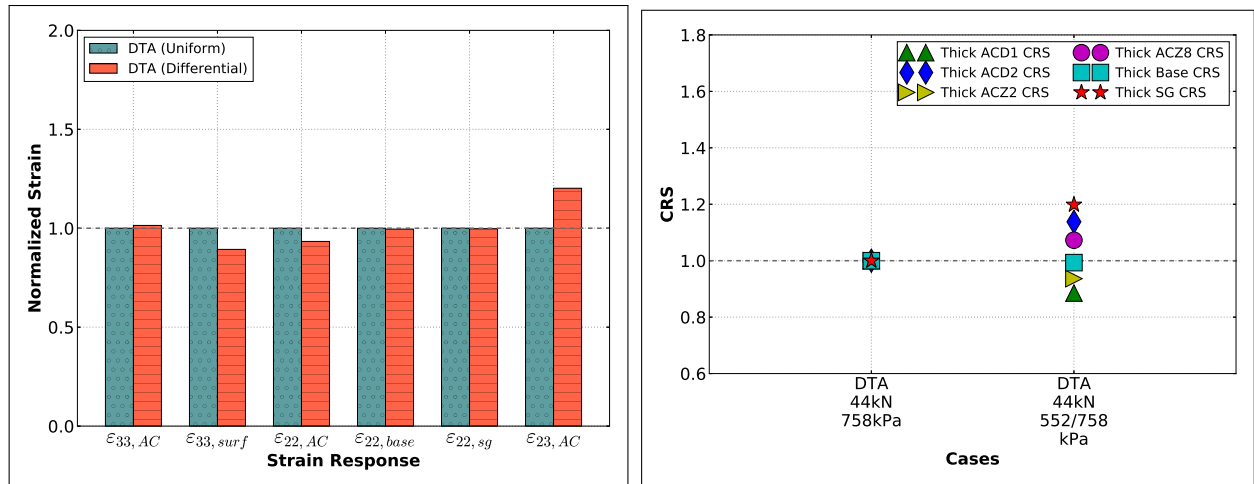 2.0
1.5
1.0
0.5
0.0
Normalized Strain
DTA (Uniform)
DTA (Differential)
ε33, AC
ε33, surf
ε22, AC
ε22, base
ε22, sg
ε23, AC
Strain Response
1.8
1.6
1.4
1.2
1.0
0.8
0.6
CRS
Thick ACD1 CRS
Thick ACD2 CRS
Thick ACZ2 CRS
Thick ACZ8 CRS
Thick Base CRS
Thick SG CRS
DTA
44kN
758kPa
DTA
44kN
552/758
kPa
Cases